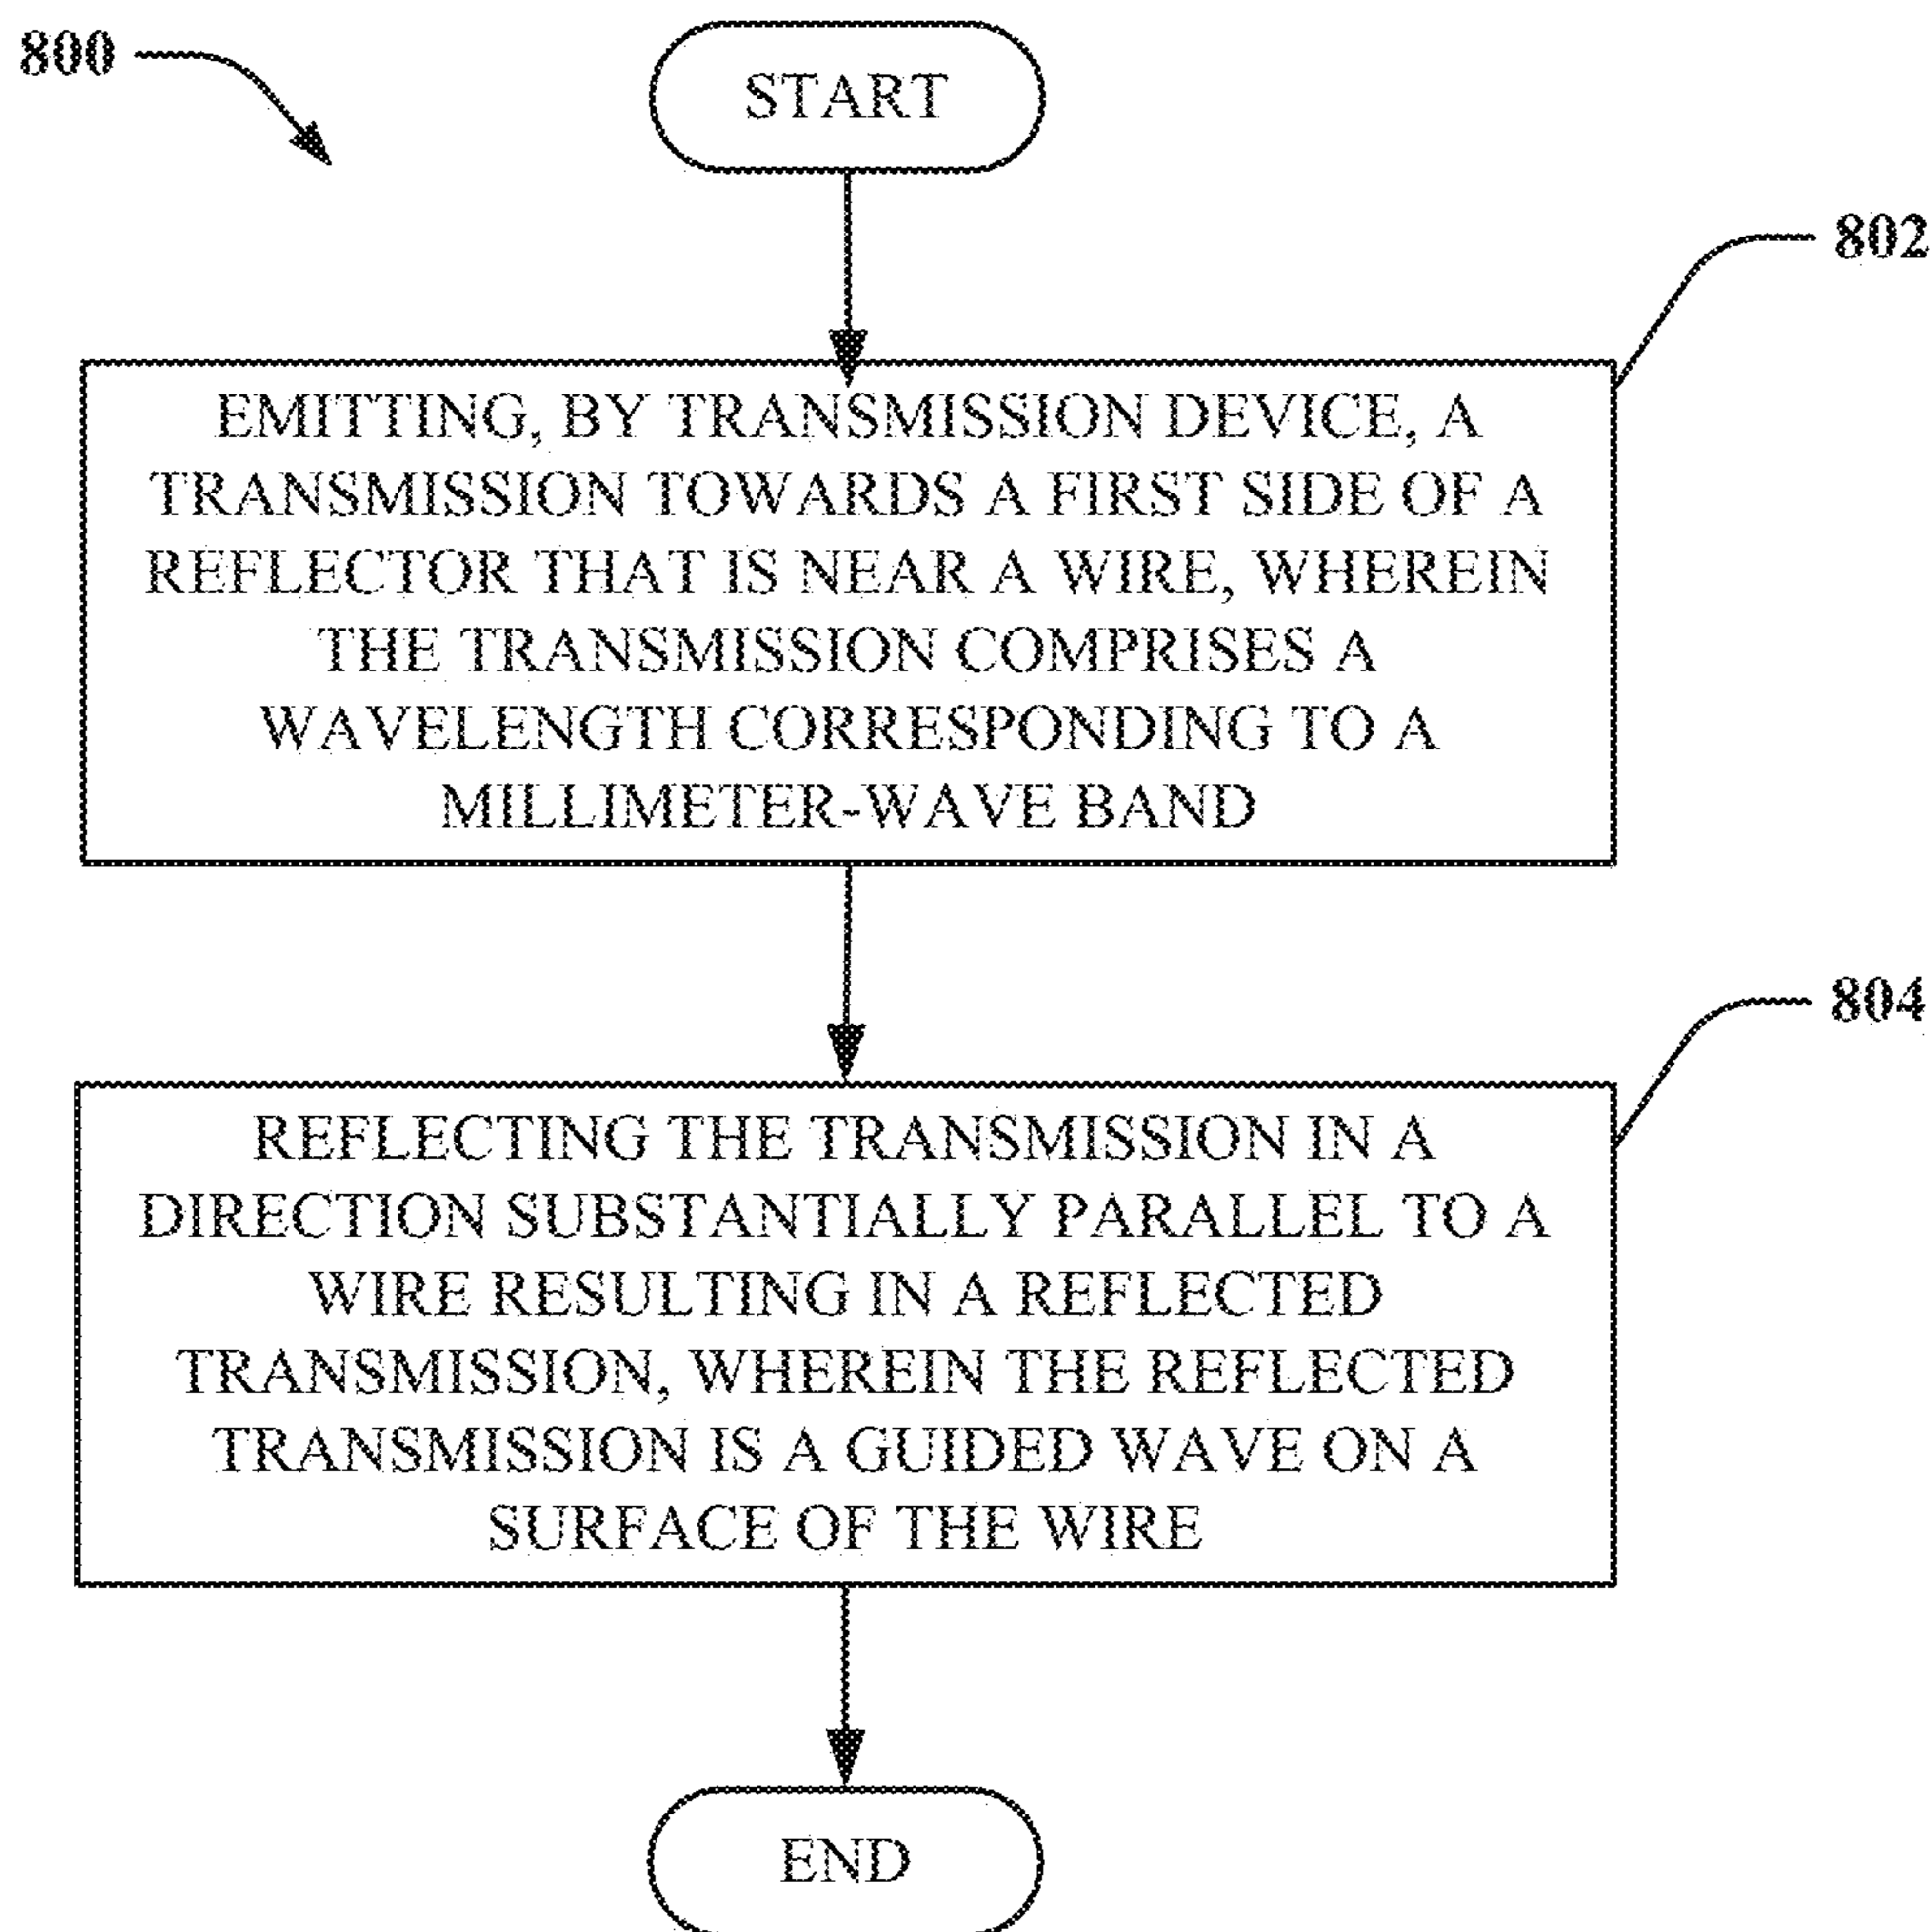 800
START
802
EMITTING, BY TRANSMISSION DEVICE, A
TRANSMISSION TOWARDS A FIRST SIDE OF A
REFLECTOR THAT IS NEAR A WIRE, WHEREIN
THE TRANSMISSION COMPRISES A
WAVELENGTH CORRESPONDING TO A
MILLIMETER-WAVE BAND
804
REFLECTING THE TRANSMISSION IN A
DIRECTION SUBSTANTIALLY PARALLEL TO A
WIRE RESULTING IN A REFLECTED
TRANSMISSION, WHEREIN THE REFLECTED
TRANSMISSION IS A GUIDED WAVE ON A
SURFACE OF THE WIRE
END